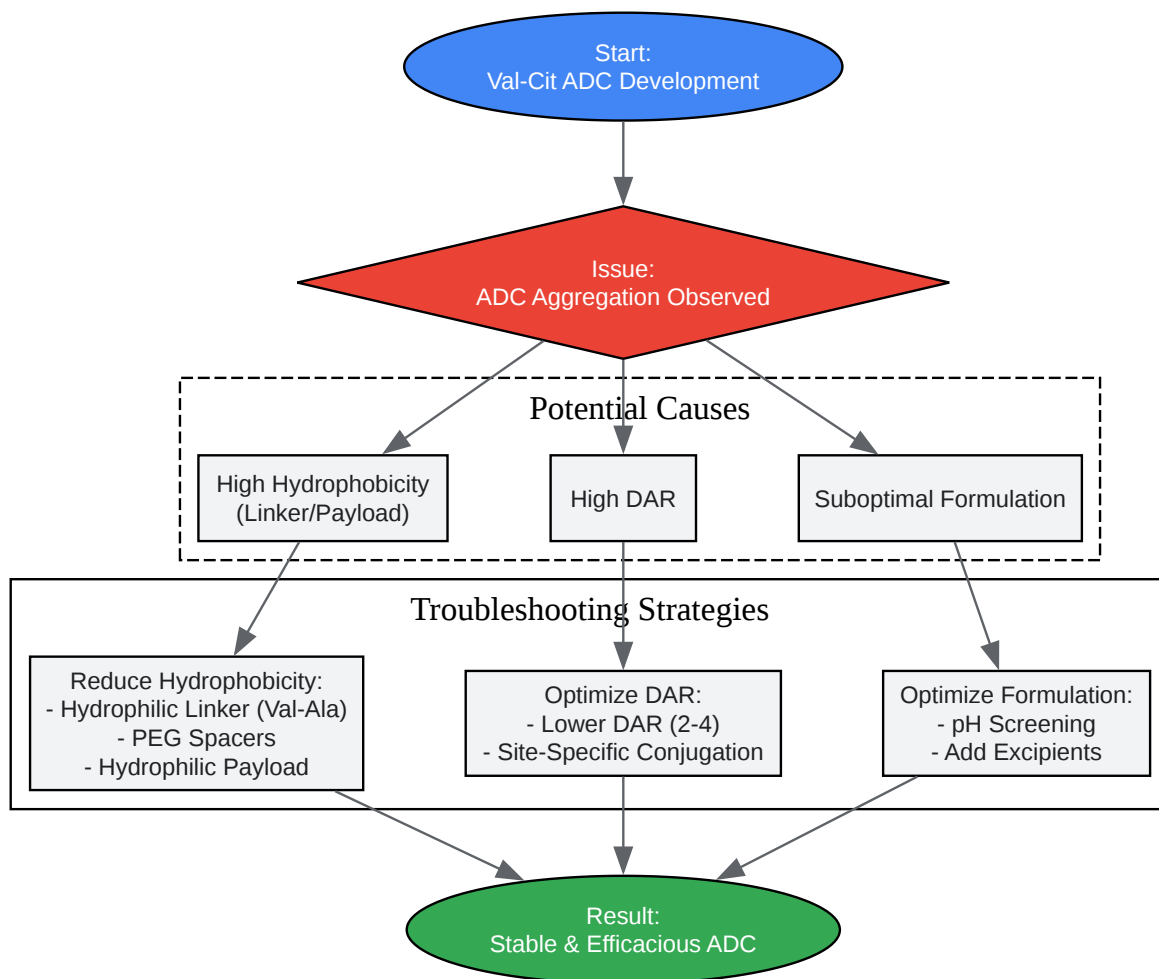 Start:
Val-Cit ADC Development
Issue:
ADC Aggregation Observed
Potential Causes
High Hydrophobicity
(Linker/Payload)
High DAR
Suboptimal Formulation
Troubleshooting Strategies
Reduce Hydrophobicity:
- Hydrophilic Linker (Val-Ala)
- PEG Spacers
- Hydrophilic Payload
Optimize DAR:
- Lower DAR (2-4)
- Site-Specific Conjugation
Optimize Formulation:
- pH Screening
- Add Excipients
Result:
Stable & Efficacious ADC